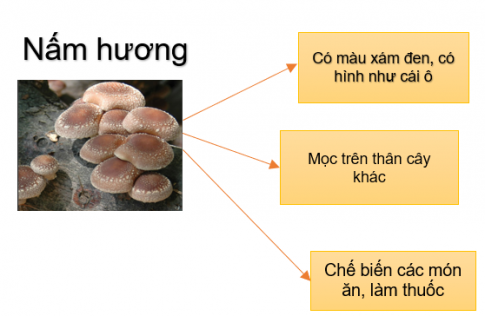 Nấm hương
Có màu xám đen, có
hình như cái ô
Mọc trên thân cây
khác
Chế biến các món
ăn, làm thuốc